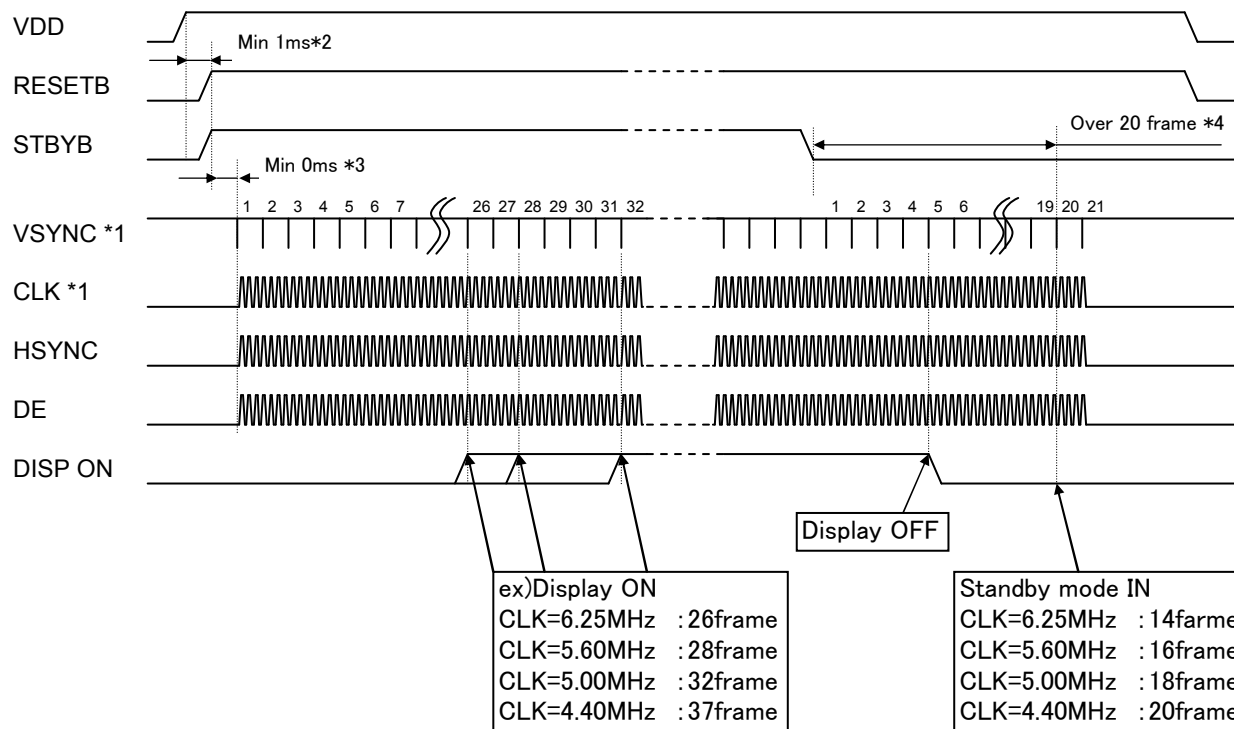 VDD
Min 1ms*2
RESETB
STBYB
Over 20 frame *4
Min 0ms *3
1 2 3 4 5 6 7 26 27 28 29 30 31 32 1 2 3 4 5 6 19 20 21
VSYNC *1
CLK *1
HSYNC
DE
DISP ON
Display OFF
ex)Display ON
CLK=6.25MHz :26frame
CLK=5.60MHz :28frame
CLK=5.00MHz :32frame
CLK=4.40MHz :37frame
Standby mode IN
CLK=6.25MHz :14farme
CLK=5.60MHz :16frame
CLK=5.00MHz :18frame
CLK=4.40MHz :20frame